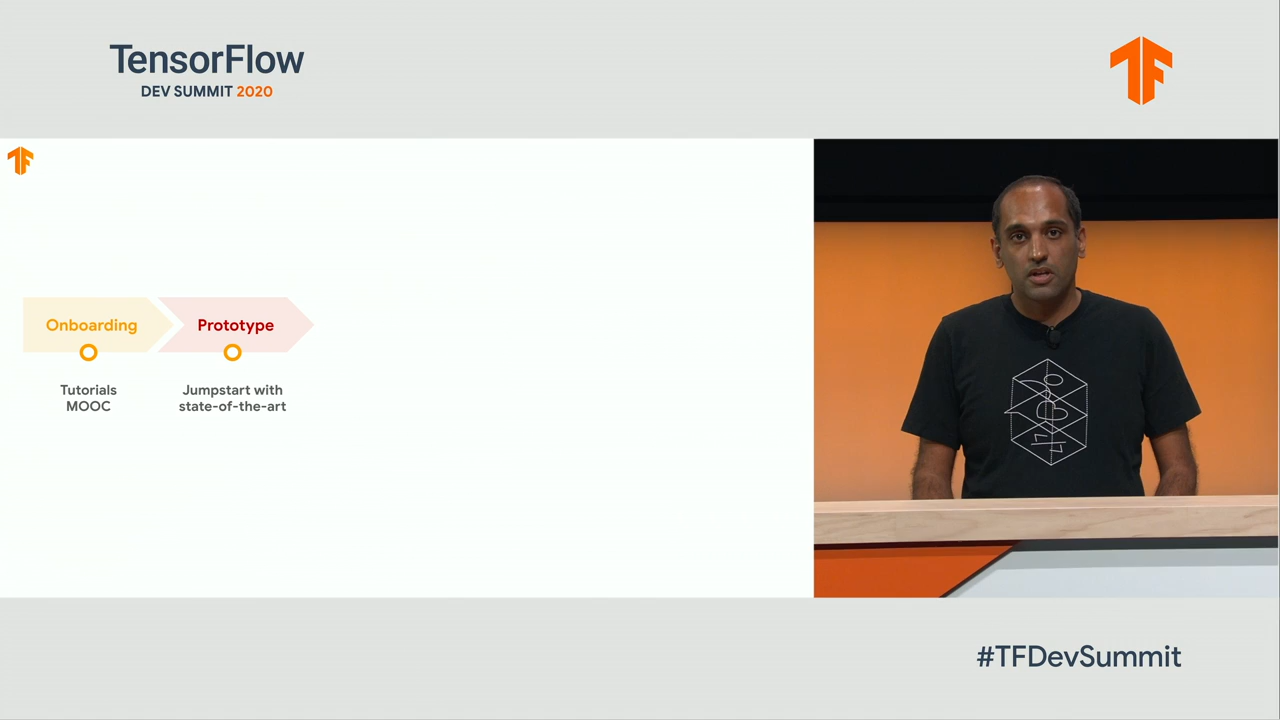 TensorFlow
DEV SUMMIT 2020
Onboarding
Prototype
Tutorials
MOOC
Jumpstart with
state-of-the-art
#TFDevSummit